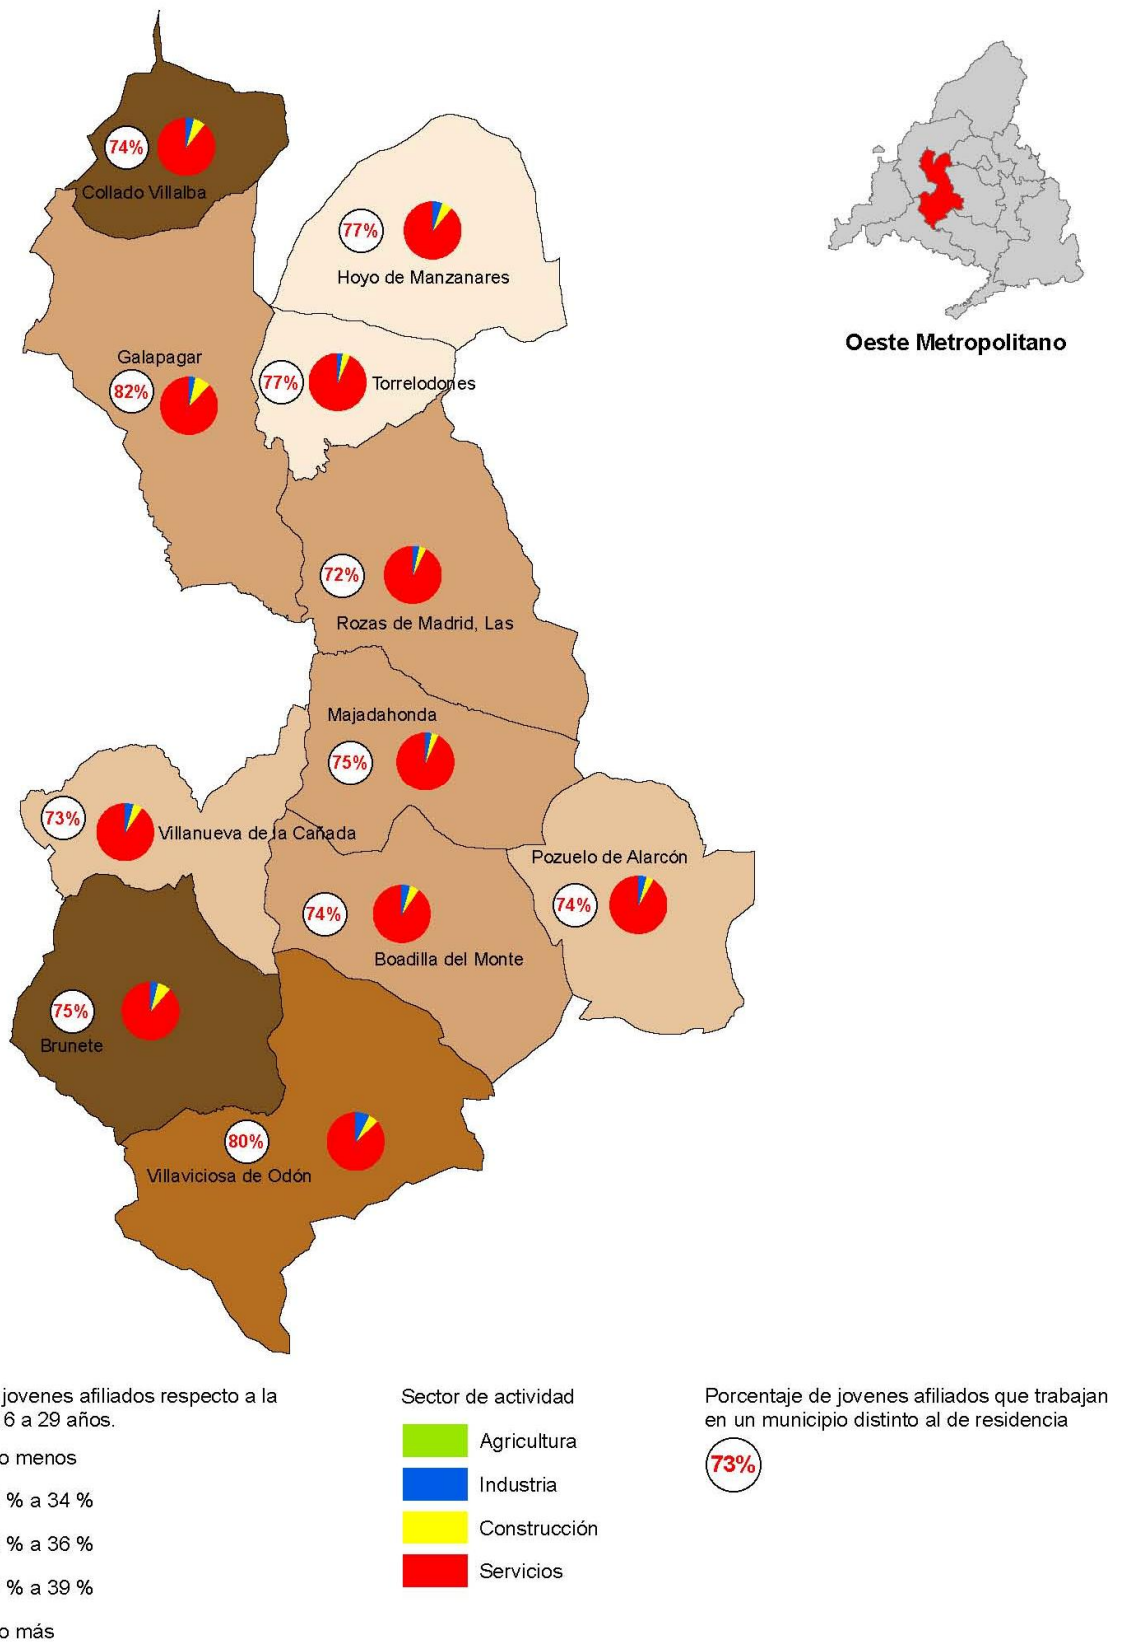 74%
Collado Villalba
77%
Hoyo de Manzanares
Oeste Metropolitano
Galapagar
82%
77%
Torrelodones
72%
Rozas de Madrid, Las
Majadahonda
75%
73%
Villanueva de la Cañada
Pozuelo de Alarcón
74%
74%
Boadilla del Monte
75%
Brunete
80%
Villaviciosa de Odón
jovenes afiliados respecto a la
6 a 29 años.
o menos
% a 34 %
% a 36 %
% a 39 %
o más
Sector de actividad
Agricultura
Industria
Construcción
Servicios
Porcentaje de jovenes afiliados que trabajan
en un municipio distinto al de residencia
73%